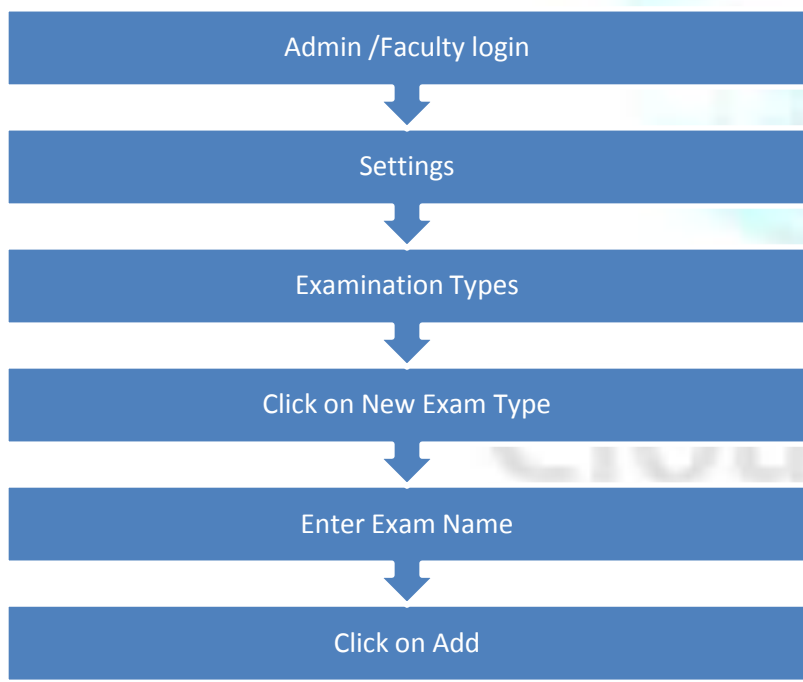 Admin /Faculty login
Settings
Examination Types
Click on New Exam Type
Enter Exam Name
Click on Add